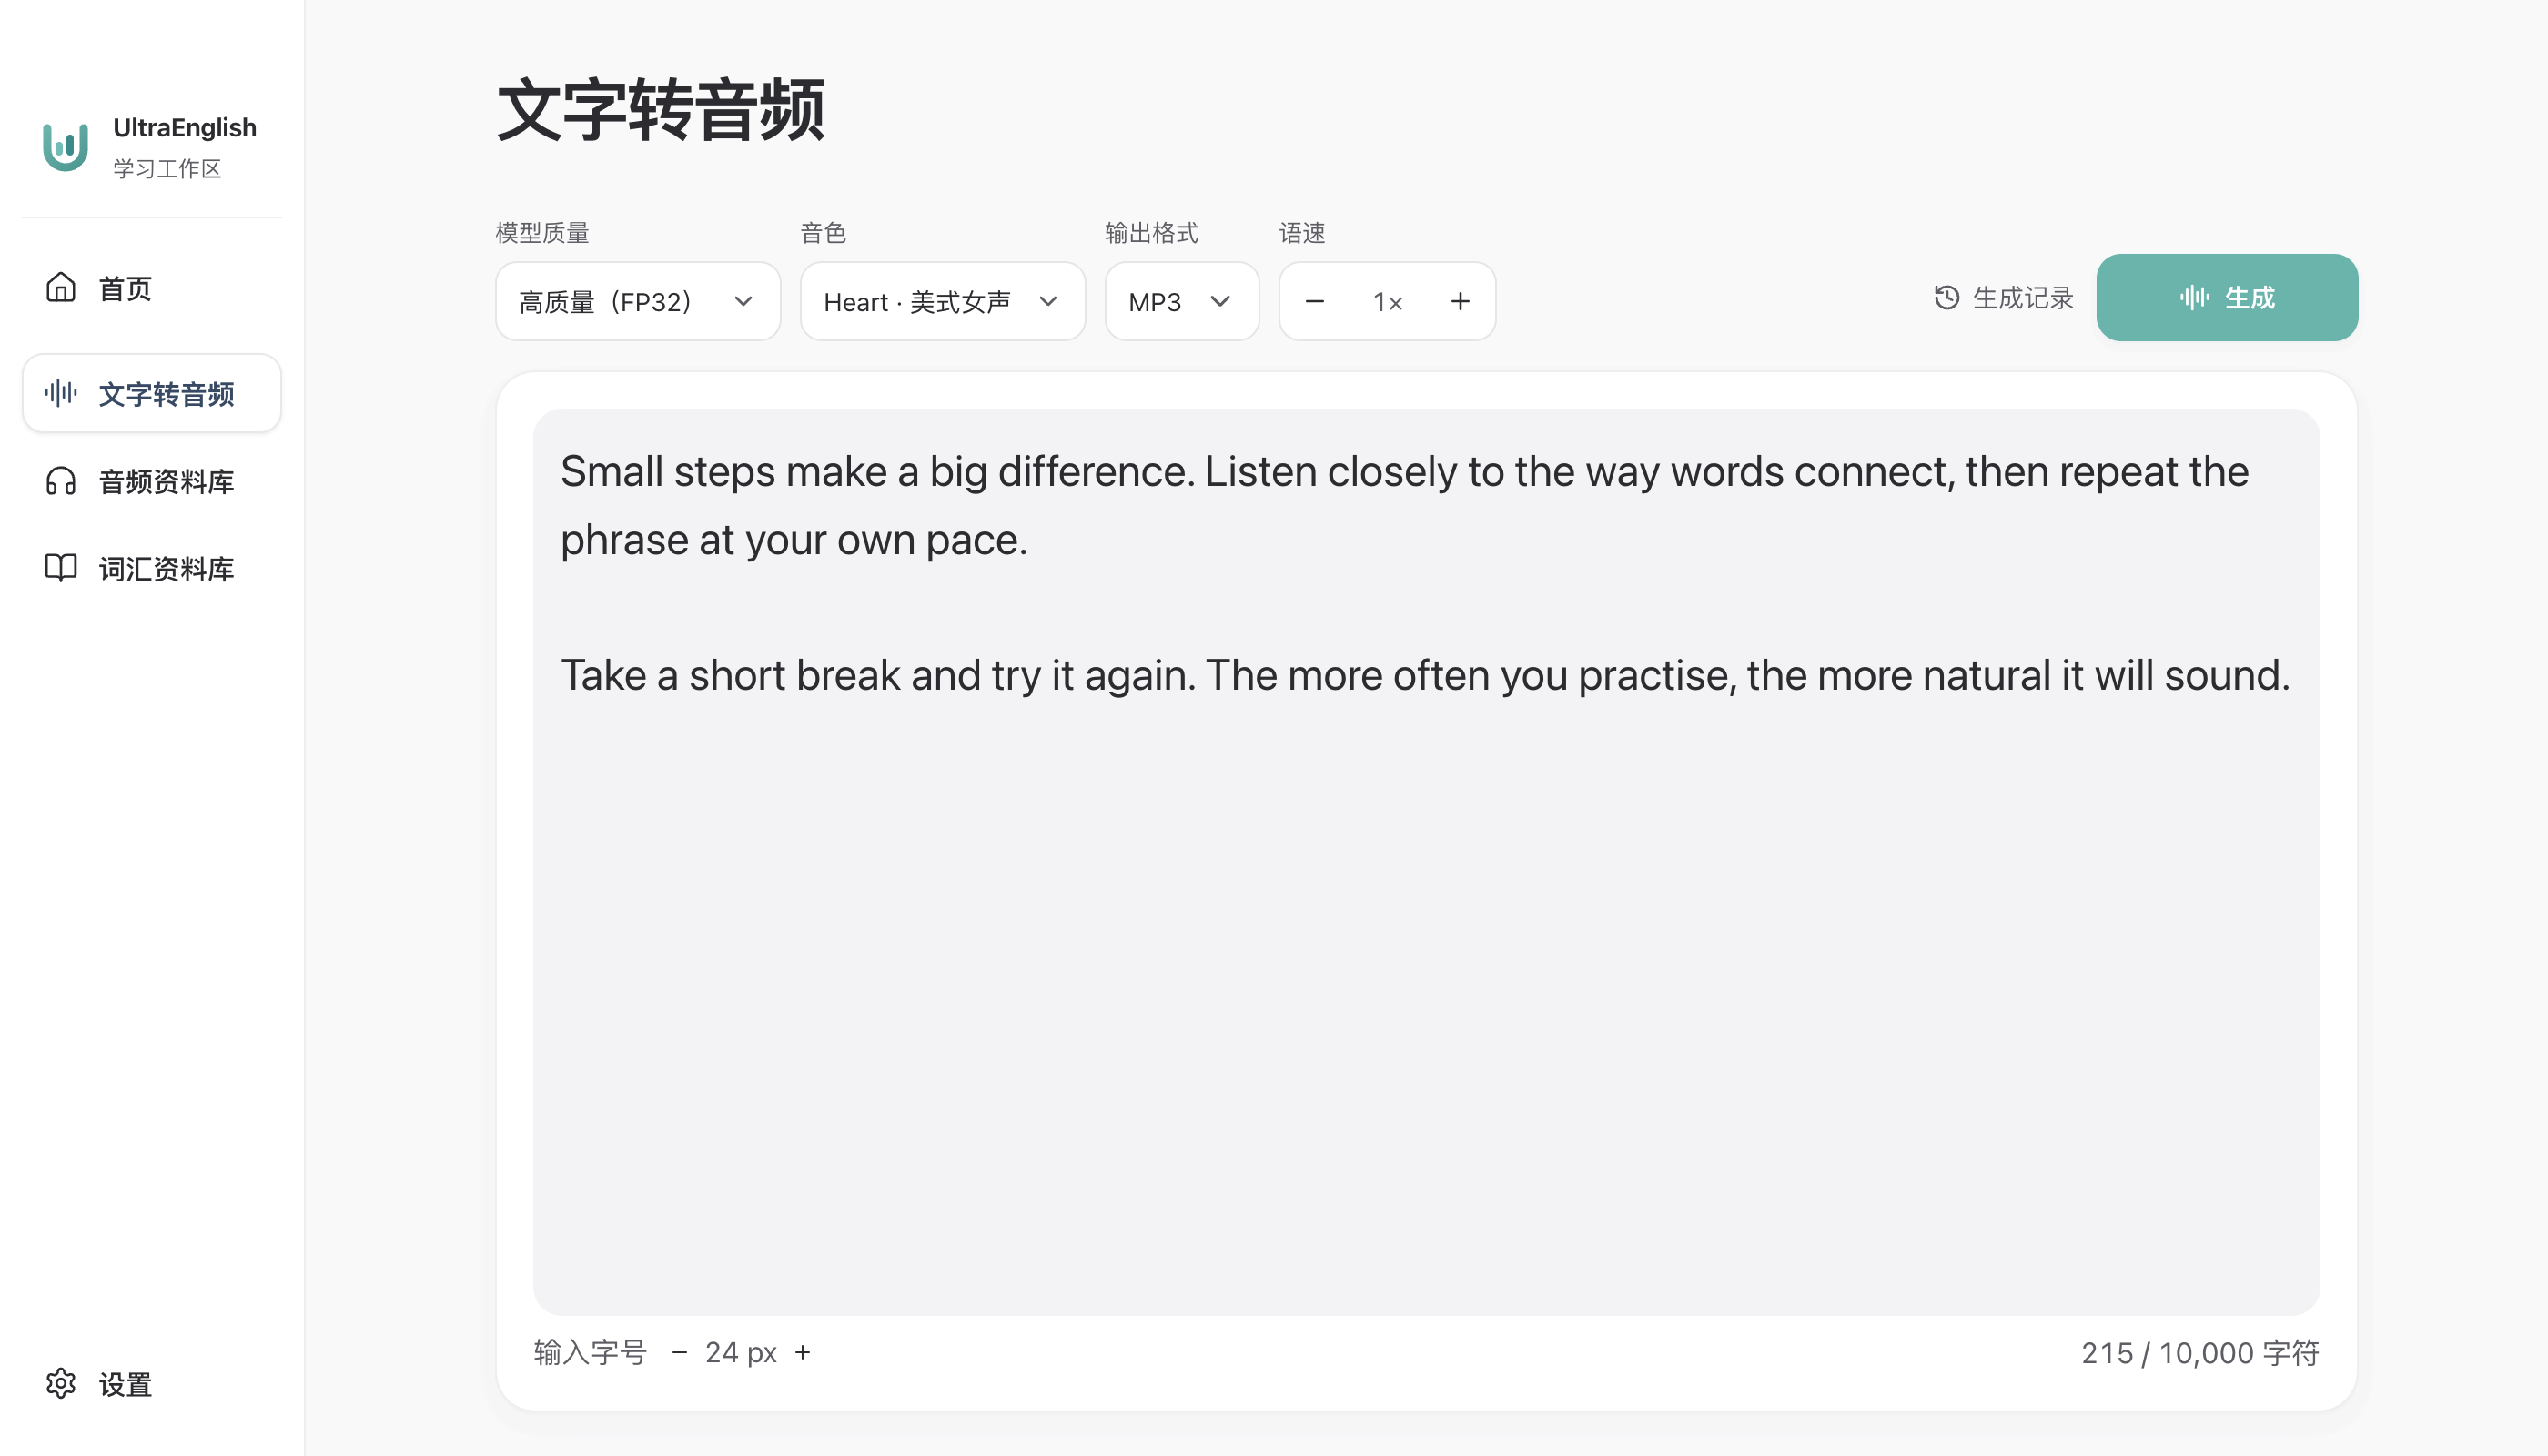 UltraEnglish
学习工作区
首页
文字转音频
音频资料库
词汇资料库
设置
文字转音频
模型质量
音色
输出格式
语速
高质量（FP32）
Heart · 美式女声
MP3
− 1× +
生成记录
生成
Small steps make a big difference. Listen closely to the way words connect, then repeat the
phrase at your own pace.
Take a short break and try it again. The more often you practise, the more natural it will sound.
输入字号 − 24 px +
215 / 10,000 字符